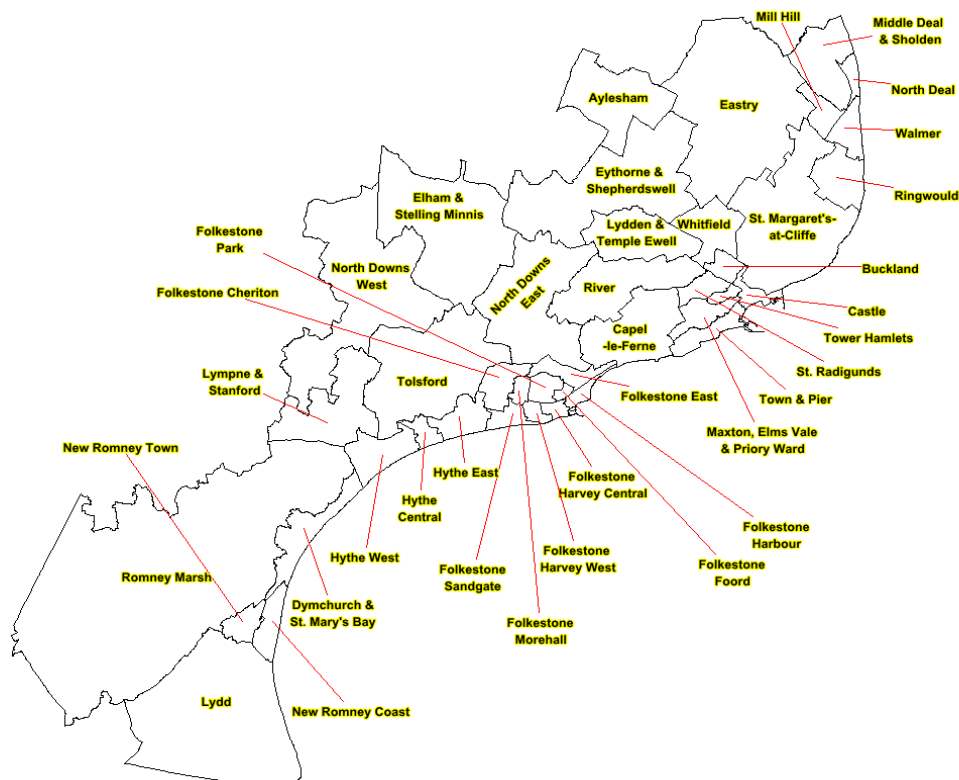 Mill Hill
Middle Deal
& Sholden
North Deal
Aylesham
Eastry
Walmer
Eythorne &
Shepherdswell
Ringwould
Elham &
Stelling Minnis
Lydden &
Temple Ewell
Whitfield
St. Margaret's-
at-Cliffe
Folkestone
Park
North Downs
West
North Downs
East
River
Buckland
Folkestone Cheriton
Castle
Capel
-le-Ferne
Tower Hamlets
St. Radigunds
Lympne &
Stanford
Tolsford
Folkestone East
Town & Pier
Maxton, Elms Vale
& Priory Ward
New Romney Town
Hythe East
Folkestone
Harvey Central
Hythe
Central
Hythe West
Folkestone
Sandgate
Folkestone
Harvey West
Folkestone
Harbour
Folkestone
Foord
Romney Marsh
Dymchurch &
St. Mary's Bay
Folkestone
Morehall
Lydd
New Romney Coast